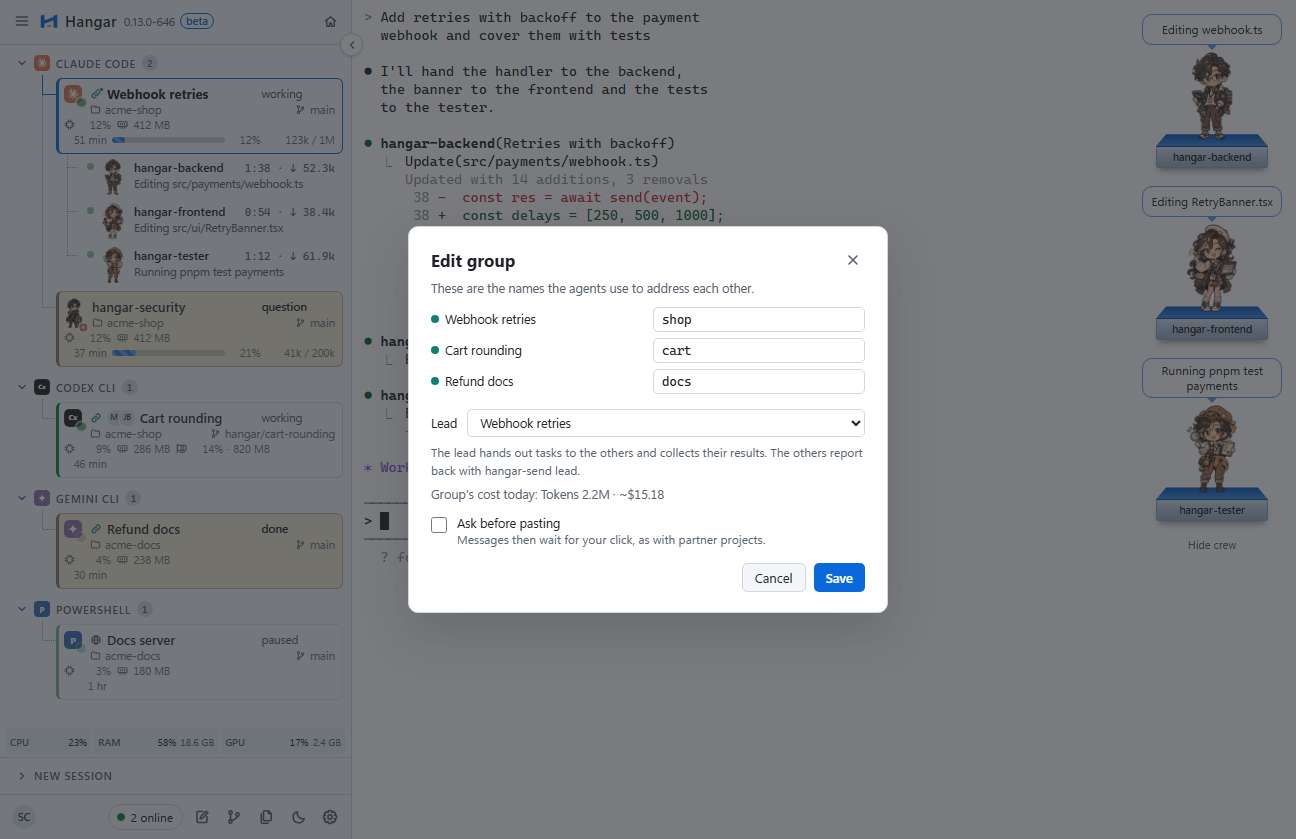 Hangar 0.13.0-646 beta
CLAUDE CODE 2
Webhook retries working
acme-shop main
12% 412 MB
51 min 12% 123k / 1M
hangar-backend 1:38 · ↓ 52.3k
Editing src/payments/webhook.ts
hangar-frontend 0:54 · ↓ 38.4k
Editing src/ui/RetryBanner.tsx
hangar-tester 1:12 · ↓ 61.9k
Running pnpm test payments
hangar-security question
acme-shop main
12% 412 MB
37 min 21% 41k / 200k
Cx CODEX CLI 1
Cx M JB Cart rounding working
acme-shop hangar/cart-rounding
9% 286 MB 14% · 820 MB
46 min
GEMINI CLI 1
Refund docs done
acme-docs main
4% 238 MB
30 min
P POWERSHELL 1
P Docs server paused
acme-docs main
3% 180 MB
1 hr
CPU 23% RAM 58% 18.6 GB GPU 17% 2.4 GB
NEW SESSION
SC 2 online
> Add retries with backoff to the payment
webhook and cover them with tests
● I'll hand the handler to the backend,
the banner to the frontend and the tests
to the tester.
● hangar-backend(Retries with backoff)
Update(src/payments/webhook.ts)
Updated with 14 additions, 3 removals
38 - const res = await send(event);
38 + const delays = [250, 500, 1000];
>
?
Edit group
These are the names the agents use to address each other.
Webhook retries shop
Cart rounding cart
Refund docs docs
Lead Webhook retries
The lead hands out tasks to the others and collects their results. The others report
back with hangar-send lead.
Group's cost today: Tokens 2.2M · ~$15.18
Ask before pasting
Messages then wait for your click, as with partner projects.
Cancel Save
Editing webhook.ts
hangar-backend
Editing RetryBanner.tsx
hangar-frontend
Running pnpm test
payments
hangar-tester
Hide crew